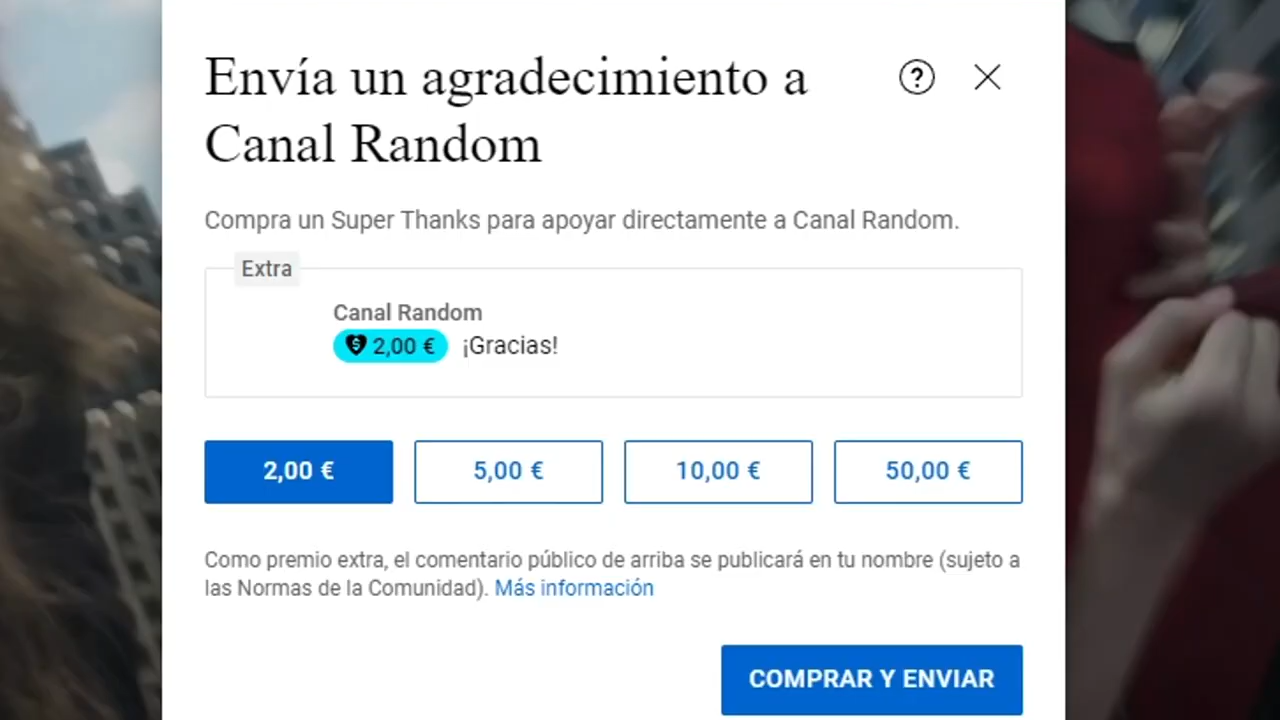 Envía un agradecimiento a
Canal Random
Compra un Super Thanks para apoyar directamente a Canal Random.
Extra
Canal Random
2,00 € ¡Gracias!
2,00 € 5,00 € 10,00 € 50,00 €
Como premio extra, el comentario público de arriba se publicará en tu nombre (sujeto a
las Normas de la Comunidad). Más información
COMPRAR Y ENVIAR